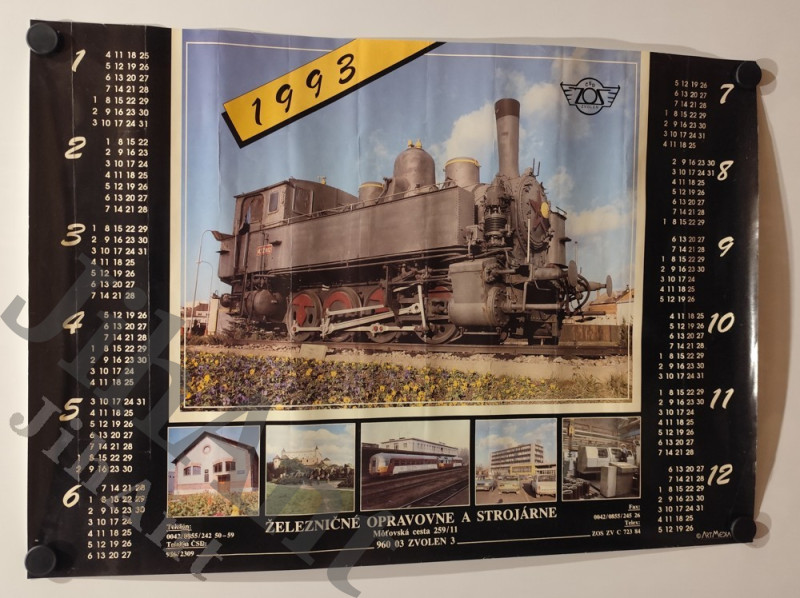 1993
ŽSR
ZOS
ZVOLEN
1
4 11 18 25
5 12 19 26
6 13 20 27
7 14 21 28
1 8 15 22 29
2 9 16 23 30
3 10 17 24 31
2
1 8 15 22
2 9 16 23
3 10 17 24
4 11 18 25
5 12 19 26
6 13 20 27
7 14 21 28
3
1 8 15 22 29
2 9 16 23 30
3 10 17 24 31
4 11 18 25
5 12 19 26
6 13 20 27
7 14 21 28
4
5 12 19 26
6 13 20 27
7 14 21 28
1 8 15 22 29
2 9 16 23 30
3 10 17 24
4 11 18 25
5
3 10 17 24 31
4 11 18 25
5 12 19 26
6 13 20 27
7 14 21 28
1 8 15 22 29
2 9 16 23 30
6
7 14 21 28
1 8 15 22 29
2 9 16 23 30
3 10 17 24
4 11 18 25
5 12 19 26
6 13 20 27
7
5 12 19 26
6 13 20 27
7 14 21 28
1 8 15 22 29
2 9 16 23 30
3 10 17 24 31
4 11 18 25
8
2 9 16 23 30
3 10 17 24 31
4 11 18 25
5 12 19 26
6 13 20 27
7 14 21 28
1 8 15 22 29
9
6 13 20 27
7 14 21 28
1 8 15 22 29
2 9 16 23 30
3 10 17 24
4 11 18 25
5 12 19 26
10
4 11 18 25
5 12 19 26
6 13 20 27
7 14 21 28
1 8 15 22 29
2 9 16 23 30
3 10 17 24 31
11
1 8 15 22 29
2 9 16 23 30
3 10 17 24
4 11 18 25
5 12 19 26
6 13 20 27
7 14 21 28
12
6 13 20 27
7 14 21 28
1 8 15 22 29
2 9 16 23 30
3 10 17 24 31
4 11 18 25
5 12 19 26
Telefón:
0042/0855/242 50-59
Telefón ČSD:
956/2309
ŽELEZNIČNÉ OPRAVOVNE A STROJÁRNE
Môťovská cesta 259/11
960 03 ZVOLEN 3
Fax:
0042/0855/245 26
Telex:
ZOS ZV C 723 84
© ARTMEDIA
JihArt
JihArt